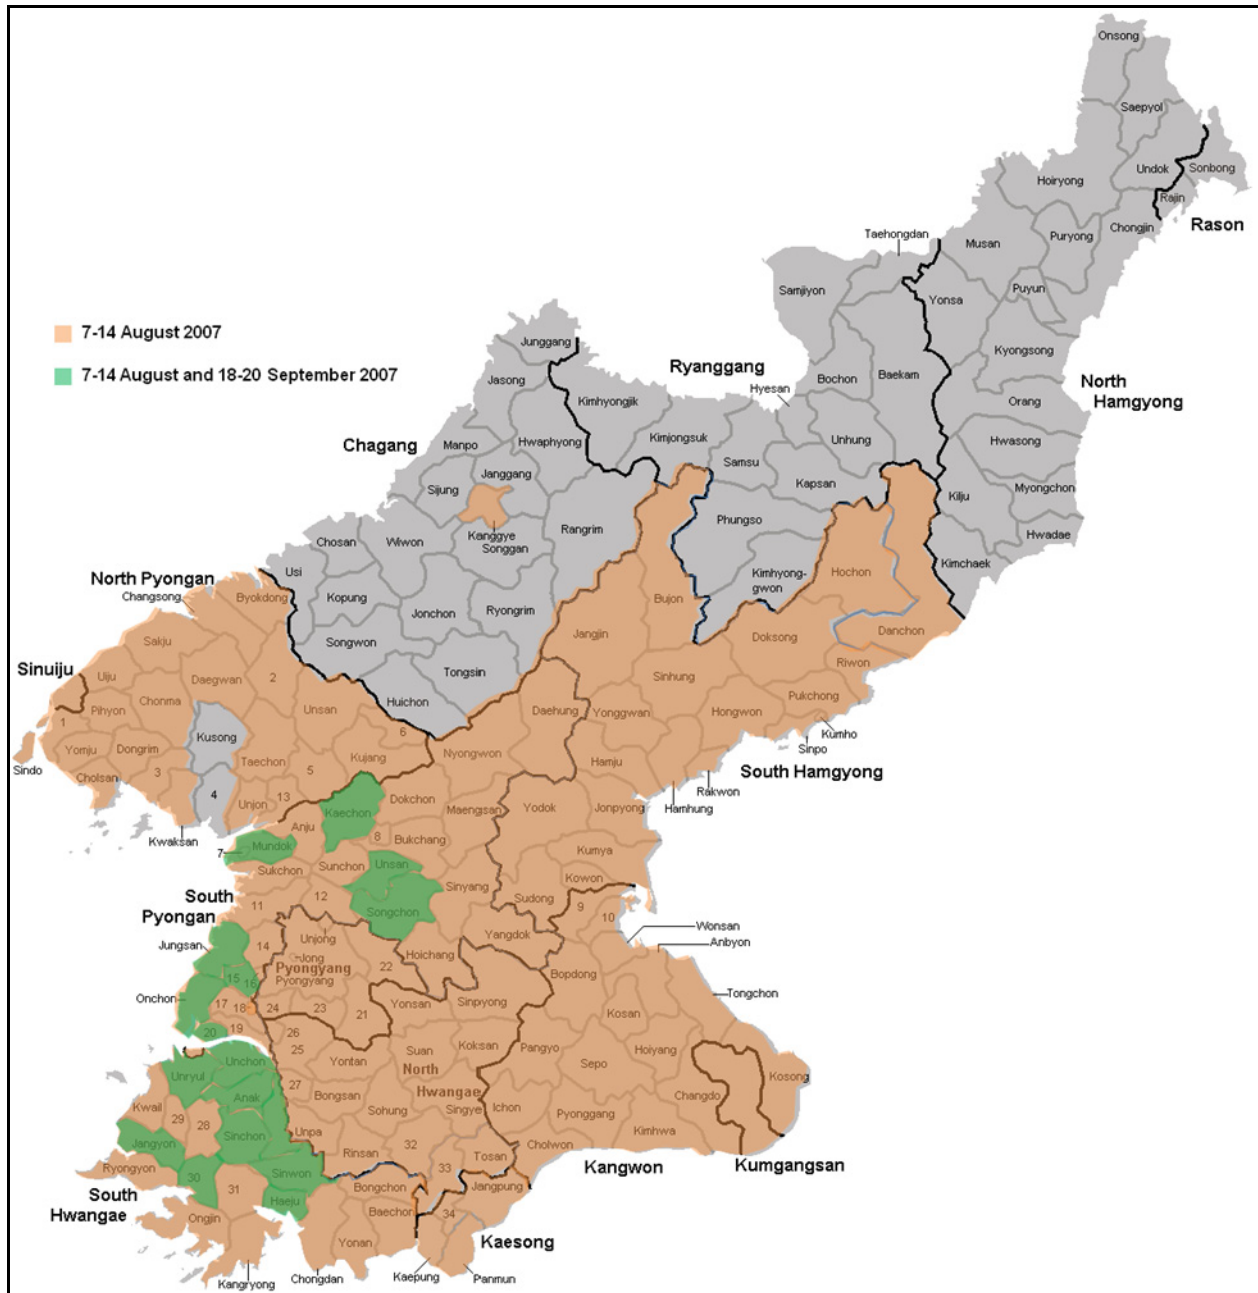 Onsong
Saepyol
Undok
Sonbong
Hoiryong
Rajin
Rason
Chongjin
Puryong
Musan
Taehongdan
Samjiyon
Yonsa
Puyun
7-14 August 2007
7-14 August and 18-20 September 2007
Junggang
Kyongsong
Ryanggang
Bochon
Baekam
Jasong
Hyesan
North
Hamgyong
Kimhyongjik
Orang
Chagang
Manpo
Hwaphyong
Kimjongsuk
Unhung
Hwasong
Samsu
Janggang
Sijung
Kapsan
Kilju
Myongchon
Phungso
Kanggye
Songgan
Rangrim
Chosan
Wiwon
Hwadae
Kimchaek
Usi
Hochon
North Pyongan
Changsong
Byokdong
Kopung
Jonchon
Ryongrim
Bujon
Kimhyong-
gwon
Sakju
Songwon
Jangjin
Doksong
Danchon
Sinuiju
Uiju
Daegwan
2
Tongsin
Sinhung
Riwon
Chonma
Pihyon
1
Unsan
Huichon
Daehung
Yonggwan
Hongwon
Pukchong
Kumho
Sinpo
6
Kusong
Yomju
Dongrim
Taechon
Kujang
Nyongwon
Hamju
South Hamgyong
Sindo
Cholsan
3
5
4
13
Unjon
Dokchon
Maengsan
Yodok
Jonpyong
Rakwon
Hamhung
Kaechon
Anju
8
Bukchang
Kwaksan
7
Mundok
Sukchon
Sunchon
Unsan
Kumya
Kowon
Sinyang
South
Pyongan
11
12
Songchon
Sudong
9
10
Wonsan
Anbyon
Jungsan
14
Unjong
Jong
Pyongyang
Pyongyang
22
Hoichang
Yangdok
Bopdong
15
16
Onchon
17
18
24
23
21
Yonsan
Sinpyong
Tongchon
Kosan
20
19
26
25
Suan
Koksan
Pangyo
Hoiyang
Unchon
Yontan
North
Hwangae
Sepo
Kosong
Unryul
27
Bongsan
Changdo
Kwail
Anak
Sohung
Singye
Ichon
Pyonggang
29
28
Sinchon
Unpa
32
Kimhwa
Jangyon
Rinsan
Cholwon
Ryongyon
30
Sinwon
33
Tosan
Kangwon
Kumgangsan
South
Hwangae
31
Haeju
Bongchon
Jangpung
Ongjin
Baechon
34
Yonan
Kaesong
Kangryong
Chongdan
Kaepung
Panmun